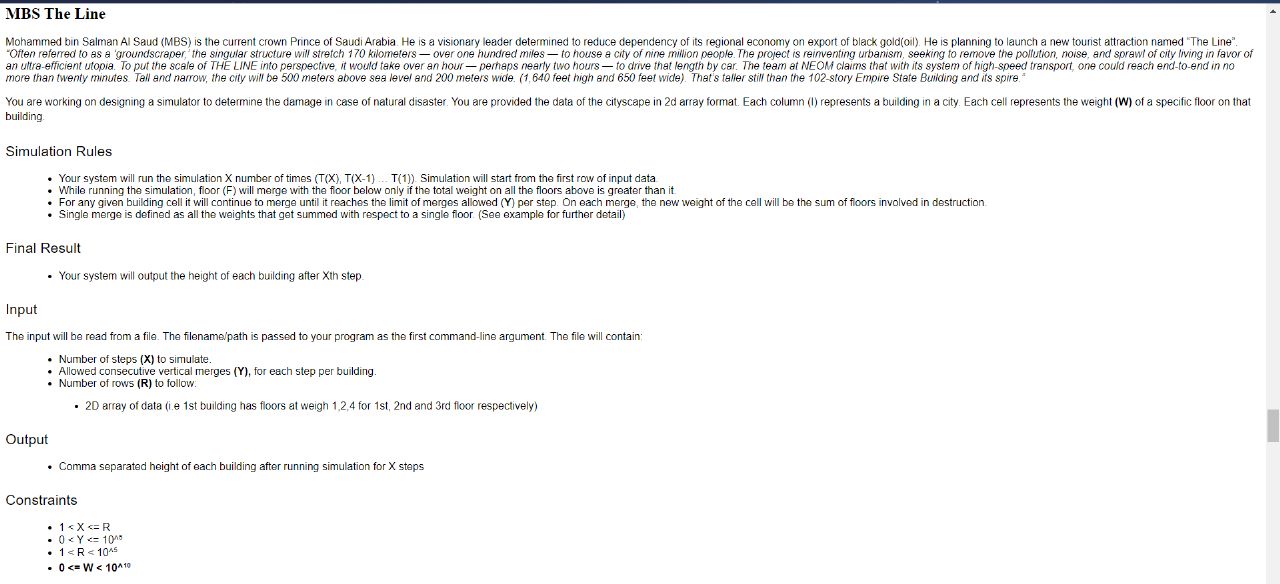 MBS The Line
Mohammed bin Salman Al Saud (MBS) is the current crown Prince of Saudi Arabia. He is a visionary leader determined to reduce dependency of its regional economy on export of black gold(oil). He is planning to launch a new tourist attraction named "The Line".
"Often referred to as a 'groundscraper,' the singular structure will stretch 170 kilometers — over one hundred miles — to house a city of nine million people. The project is reinventing urbanism, seeking to remove the pollution, noise, and sprawl of city living in favor of
an ultra-efficient utopia. To put the scale of THE LINE into perspective, it would take over an hour — perhaps nearly two hours — to drive that length by car. The team at NEOM claims that with its system of high-speed transport, one could reach end-to-end in no
more than twenty minutes. Tall and narrow, the city will be 500 meters above sea level and 200 meters wide. (1,640 feet high and 650 feet wide). That's taller still than the 102-story Empire State Building and its spire."
You are working on designing a simulator to determine the damage in case of natural disaster. You are provided the data of the cityscape in 2d array format. Each column (I) represents a building in a city. Each cell represents the weight (W) of a specific floor on that
building.
Simulation Rules
• Your system will run the simulation X number of times (T(X), T(X-1) ... T(1)). Simulation will start from the first row of input data.
• While running the simulation, floor (F) will merge with the floor below only if the total weight on all the floors above is greater than it.
• For any given building cell it will continue to merge until it reaches the limit of merges allowed (Y) per step. On each merge, the new weight of the cell will be the sum of floors involved in destruction.
• Single merge is defined as all the weights that get summed with respect to a single floor. (See example for further detail)
Final Result
• Your system will output the height of each building after Xth step.
Input
The input will be read from a file. The filename/path is passed to your program as the first command-line argument. The file will contain:
• Number of steps (X) to simulate.
• Allowed consecutive vertical merges (Y), for each step per building.
• Number of rows (R) to follow.
• 2D array of data (i.e 1st building has floors at weigh 1,2,4 for 1st, 2nd and 3rd floor respectively)
Output
• Comma separated height of each building after running simulation for X steps
Constraints
• 1 < X <= R
• 0 < Y <= 10^5
• 1 < R < 10^5
• 0 <= W < 10^10